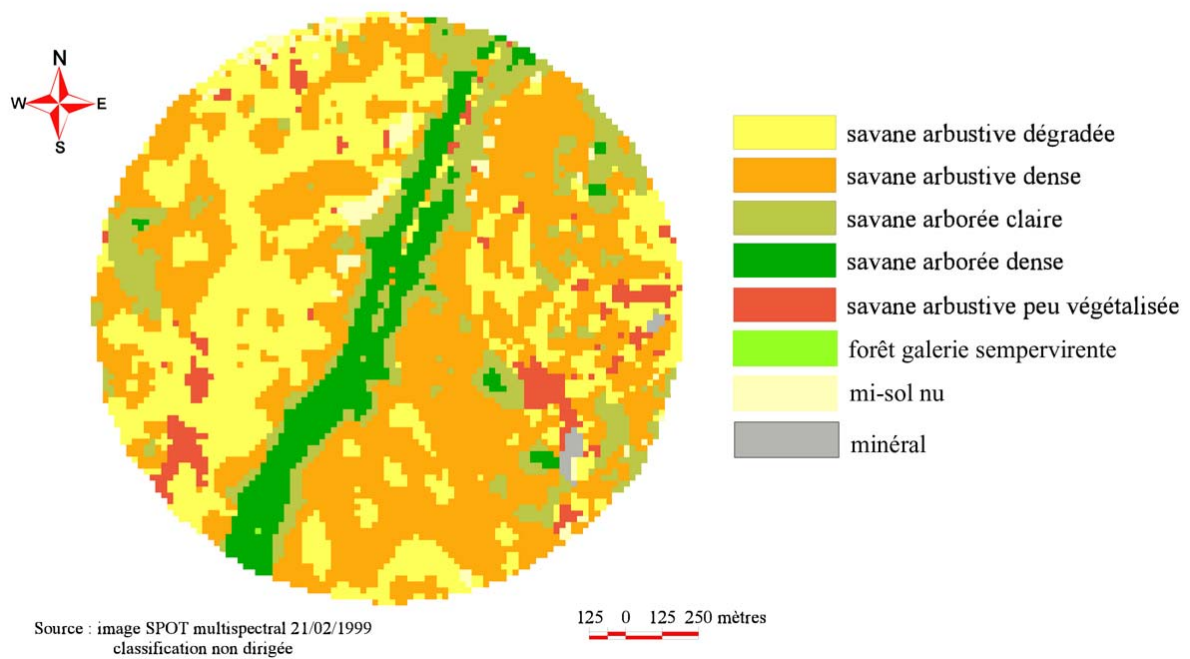 N
W E
S
savane arbustive dégradée
savane arbustive dense
savane arborée claire
savane arborée dense
savane arbustive peu végétalisée
forêt galerie sempervirente
mi-sol nu
minéral
125 0 125 250 mètres
Source : image SPOT multispectral 21/02/1999
classification non dirigée